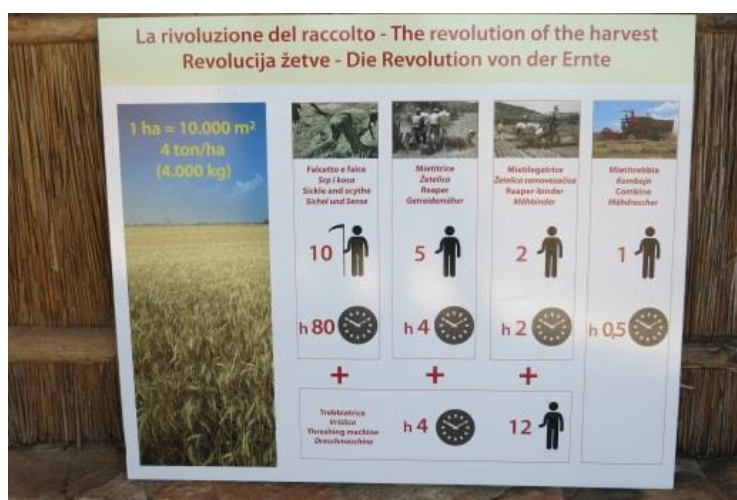 La rivoluzione del raccolto - The revolution of the harvest
Revolucija žetve - Die Revolution von der Ernte
1 ha = 10.000 m²
4 ton/ha
(4.000 kg)
Falcetto e falce
Srp i kosa
Sickle and scythe
Sichel und Sense
10
h 80
+
Mietitrice
Žetelica
Reaper
Getreidemäher
5
h 4
+
Mietilegatrice
Žetelica samovezačica
Reaper-binder
Mähbinder
2
h 2
+
Mietitrebbia
Kombajn
Combine
Mähdrescher
1
h 0,5
Trebbiatrice
Vršilica
Threshing machine
Dreschmaschine
h 4
12